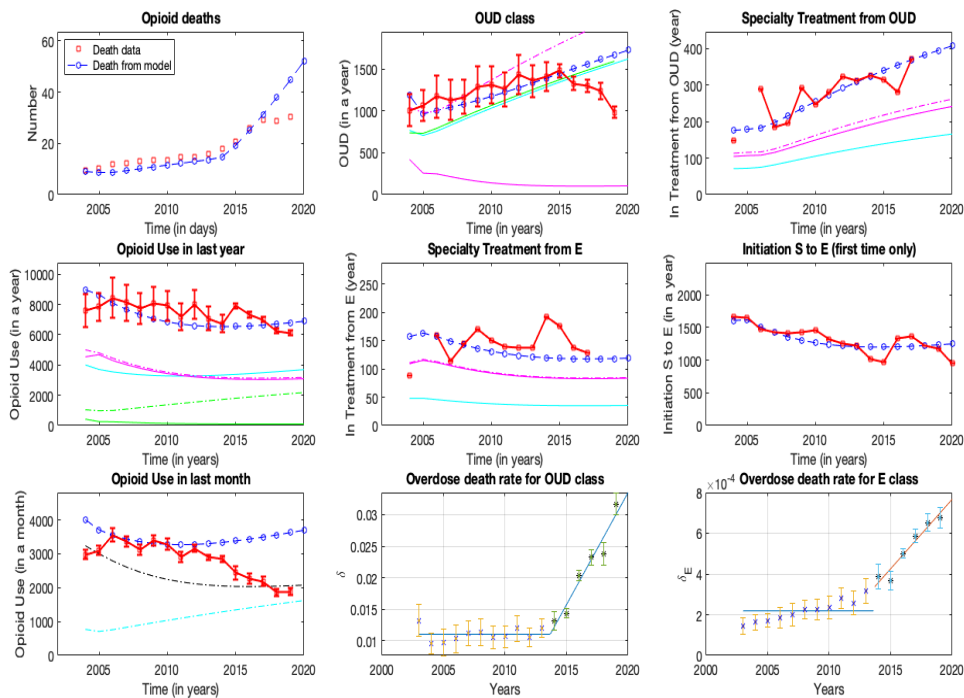 Opioid deaths
60
40
20
0
Number
Death data
Death from model
2005 2010 2015 2020
Time (in days)
OUD class
1500
1000
500
0
OUD (in a year)
2005 2010 2015 2020
Time (in years)
Specialty Treatment from OUD
400
300
200
100
0
In Treatment from OUD (year)
2005 2010 2015 2020
Time (in years)
Opioid Use in last year
10000
8000
6000
4000
2000
0
Opioid Use (in a year)
2005 2010 2015 2020
Time (in years)
Specialty Treatment from E
250
200
150
100
50
0
In Treatment from E (year)
2005 2010 2015 2020
Time (in years)
Initiation S to E (first time only)
2000
1500
1000
500
0
Initiation S to E (in a year)
2005 2010 2015 2020
Time (in years)
Opioid Use in last month
4000
3000
2000
1000
0
Opioid Use (in a month)
2005 2010 2015 2020
Time (in years)
Overdose death rate for OUD class
0.03
0.025
0.02
0.015
0.01
δ
2000 2005 2010 2015 2020
Years
Overdose death rate for E class
×10⁻⁴
8
6
4
2
0
δ_E
2000 2005 2010 2015 2020
Years